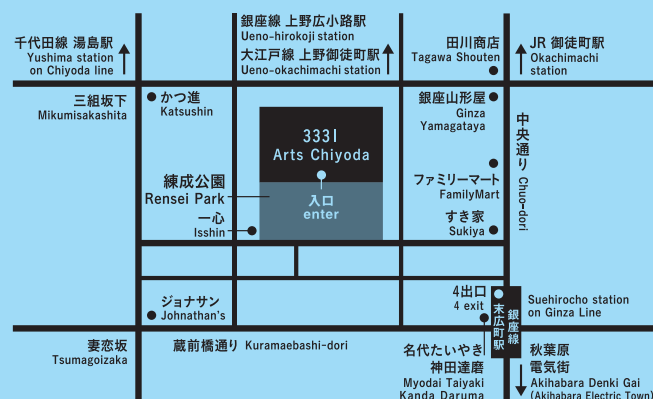 千代田線 湯島駅
Yushima station
on Chiyoda line
銀座線 上野広小路駅
Ueno-hirokoji station
大江戸線 上野御徒町駅
Ueno-okachimachi station
田川商店
Tagawa Shouten
JR 御徒町駅
Okachimachi
station
三組坂下
Mikumisakashita
かつ進
Katsushin
3331
Arts Chiyoda
銀座山形屋
Ginza
Yamagataya
中央通り Chuo-dori
練成公園
Rensei Park
入口
enter
ファミリーマート
FamilyMart
一心
Isshin
すき家
Sukiya
ジョナサン
Johnathan's
4出口
4 exit
銀座線
末広町駅
Suehirocho station
on Ginza Line
妻恋坂
Tsumagoizaka
蔵前橋通り Kuramaebashi-dori
名代たいやき
神田達磨
Myodai Taiyaki
Kanda Daruma
秋葉原
電気街
Akihabara Denki Gai
(Akihabara Electric Town)